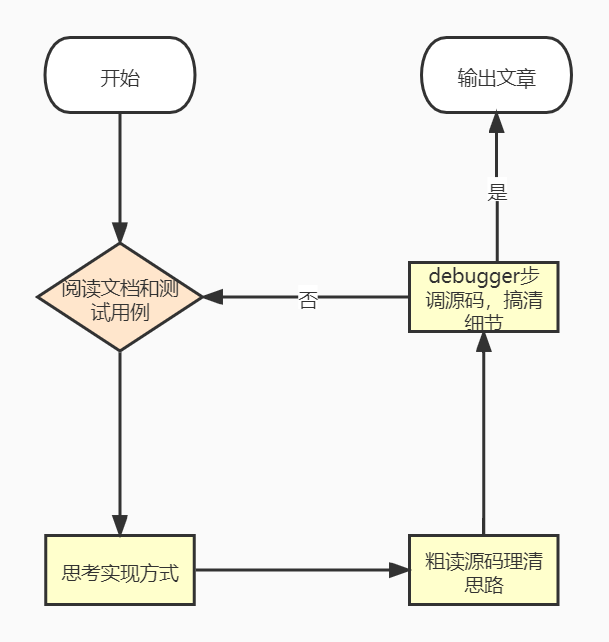 开始
输出文章
是
debugger步
调源码，搞清
细节
阅读文档和测
试用例
否
思考实现方式
粗读源码理清
思路